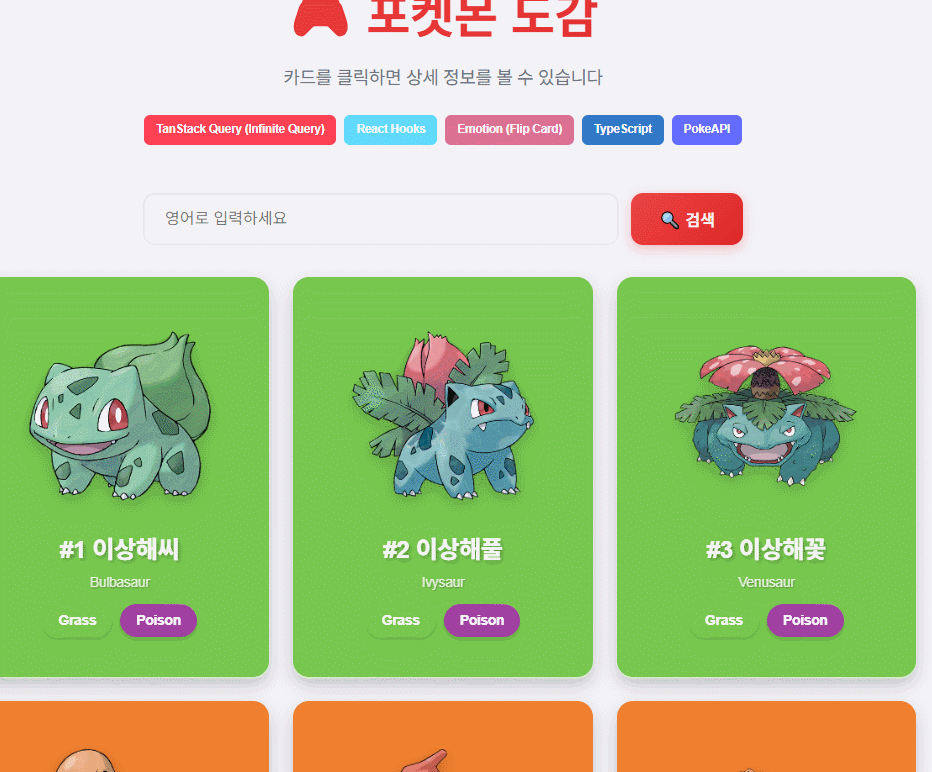 포켓몬 도감
카드를 클릭하면 상세 정보를 볼 수 있습니다
TanStack Query (Infinite Query) React Hooks Emotion (Flip Card) TypeScript PokeAPI
영어로 입력하세요 검색
#1 이상해씨 #2 이상해풀 #3 이상해꽃
Bulbasaur Ivysaur Venusaur
Grass Poison Grass Poison Grass Poison